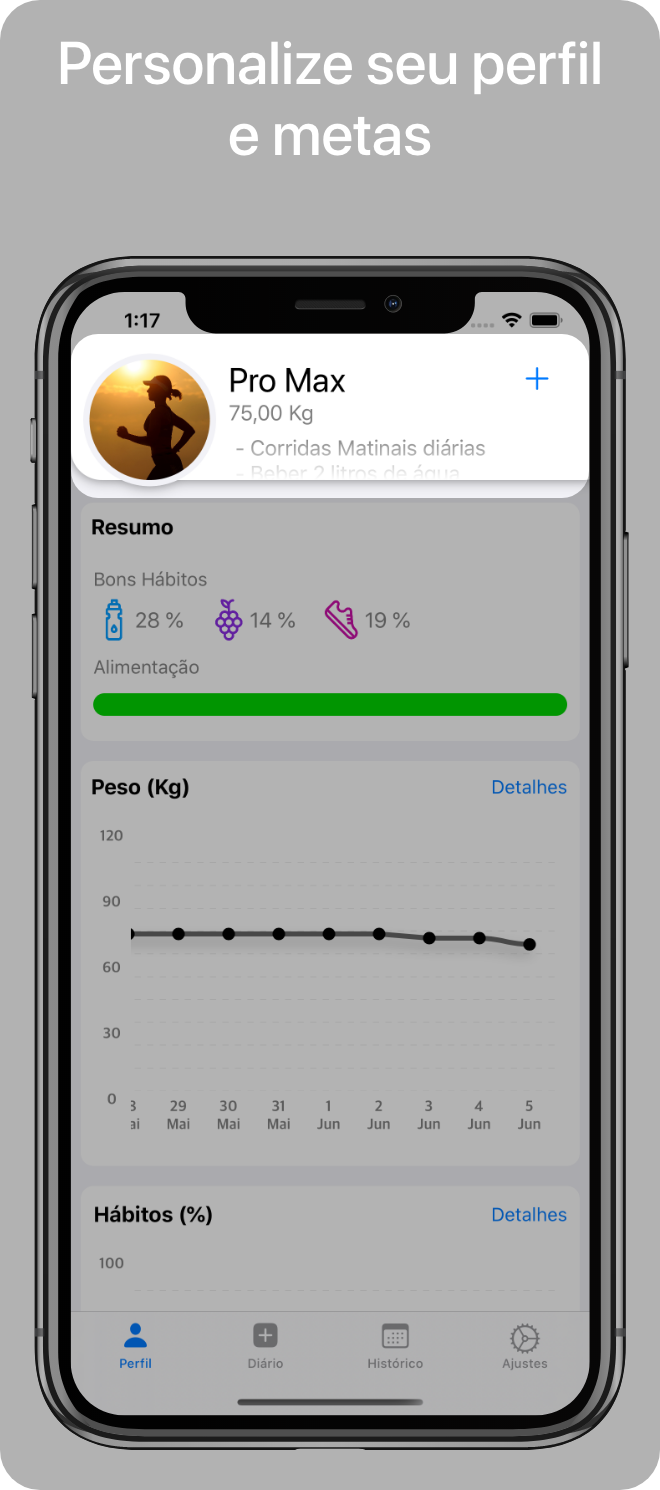 Personalize seu perfil
e metas
1:17
Pro Max
75,00 Kg
- Corridas Matinais diárias
- Beber 2 litros de água
Resumo
Bons Hábitos
28 % 14 % 19 %
Alimentação
Peso (Kg) Detalhes
120
90
60
30
0
29 30 31 1 2 3 4 5
ai Mai Mai Mai Jun Jun Jun Jun Jun
Hábitos (%) Detalhes
100
Perfil Diário Histórico Ajustes